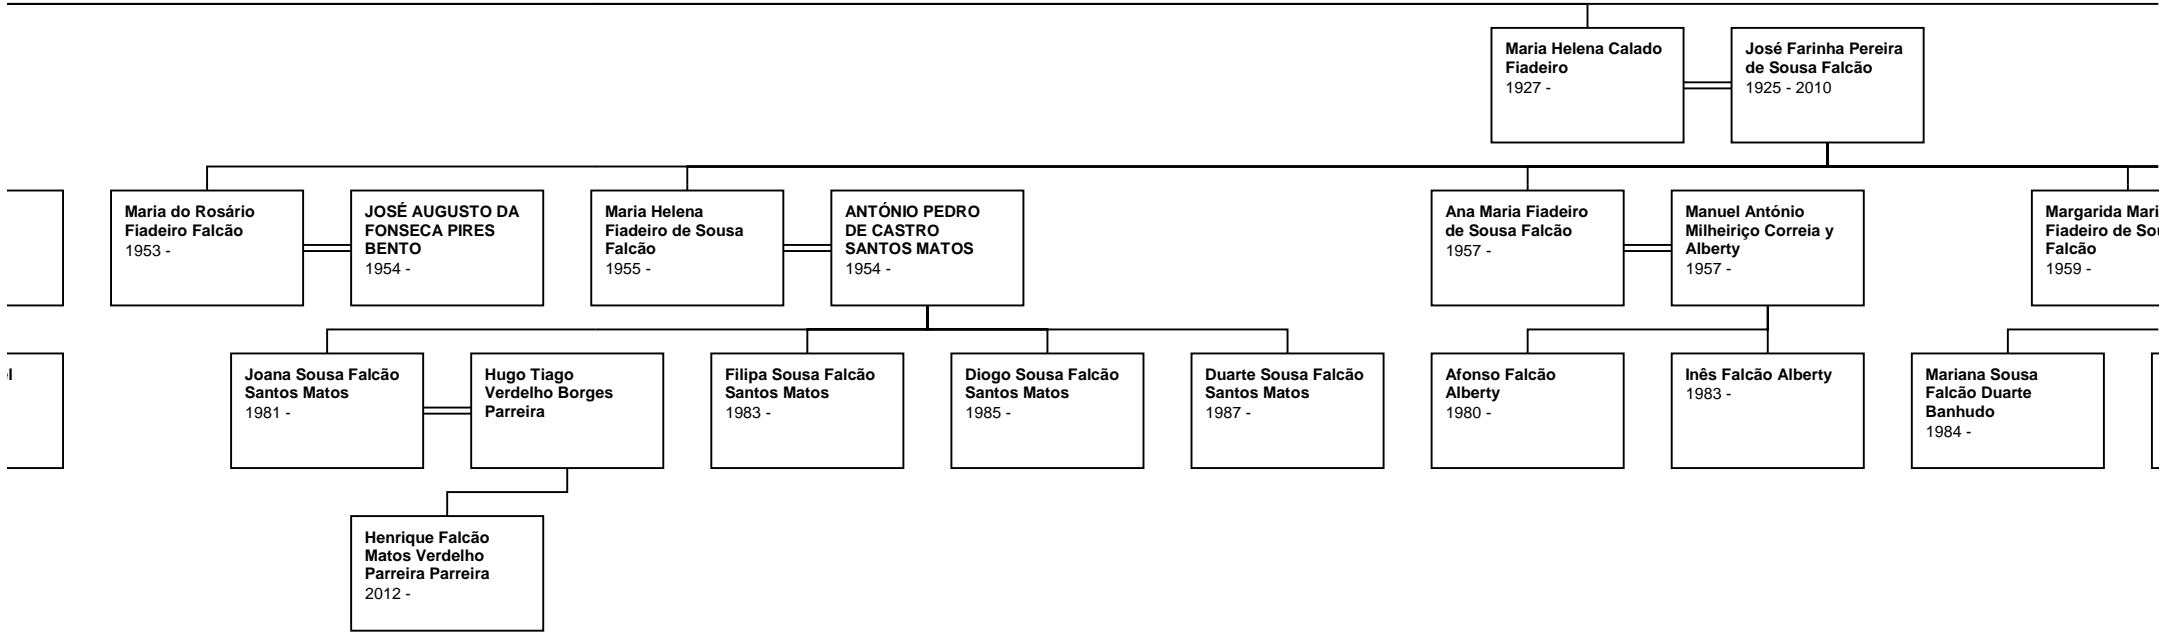 Maria Helena Calado
Fiadeiro
1927 -
José Farinha Pereira
de Sousa Falcão
1925 - 2010
Maria do Rosário
Fiadeiro Falcão
1953 -
JOSÉ AUGUSTO DA
FONSECA PIRES
BENTO
1954 -
Maria Helena
Fiadeiro de Sousa
Falcão
1955 -
ANTÓNIO PEDRO
DE CASTRO
SANTOS MATOS
1954 -
Ana Maria Fiadeiro
de Sousa Falcão
1957 -
Manuel António
Milheiriço Correia y
Alberty
1957 -
Margarida
Fiadeiro de
Falcão
1959 -
Joana Sousa Falcão
Santos Matos
1981 -
Hugo Tiago
Verdelho Borges
Parreira
Filipa Sousa Falcão
Santos Matos
1983 -
Diogo Sousa Falcão
Santos Matos
1985 -
Duarte Sousa Falcão
Santos Matos
1987 -
Afonso Falcão
Alberty
1980 -
Inês Falcão Alberty
1983 -
Mariana Sousa
Falcão Duarte
Banhudo
1984 -
Henrique Falcão
Matos Verdelho
Parreira Parreira
2012 -